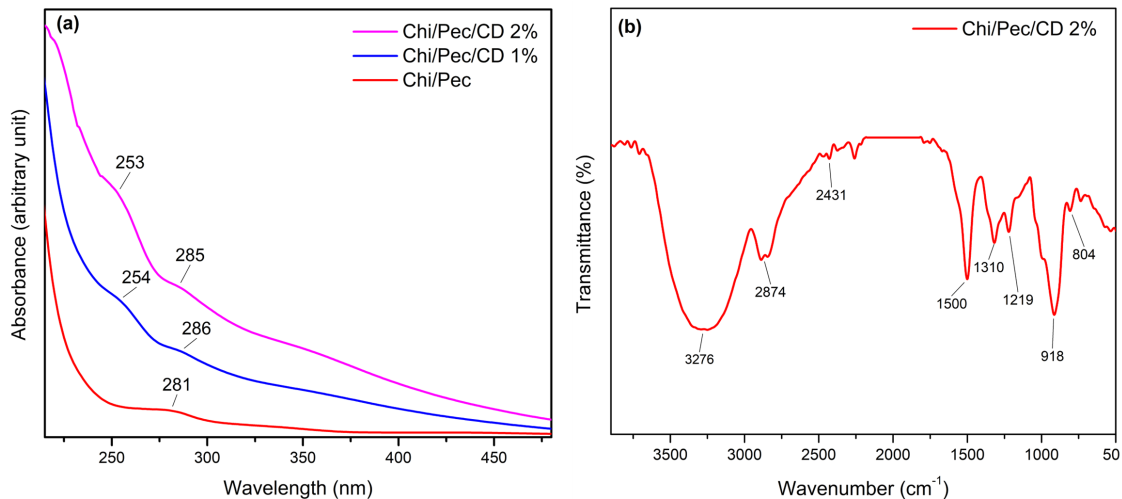 (a)
Chi/Pec/CD 2%
Chi/Pec/CD 1%
Chi/Pec
253
285
254
286
281
Absorbance (arbitrary unit)
250 300 350 400 450
Wavelength (nm)
(b)
Chi/Pec/CD 2%
2431
2874
3276
1500
1310
1219
804
918
Transmittance (%)
3500 3000 2500 2000 1500 1000 50
Wavenumber (cm⁻¹)